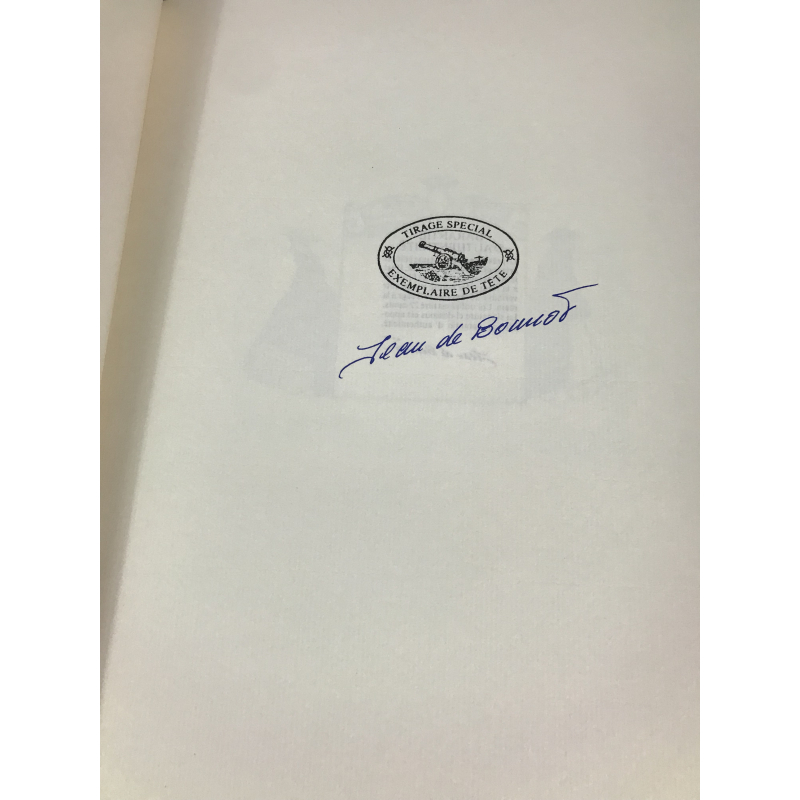 TIRAGE SPECIAL
EXEMPLAIRE DE TETE
Jean de Bonnot